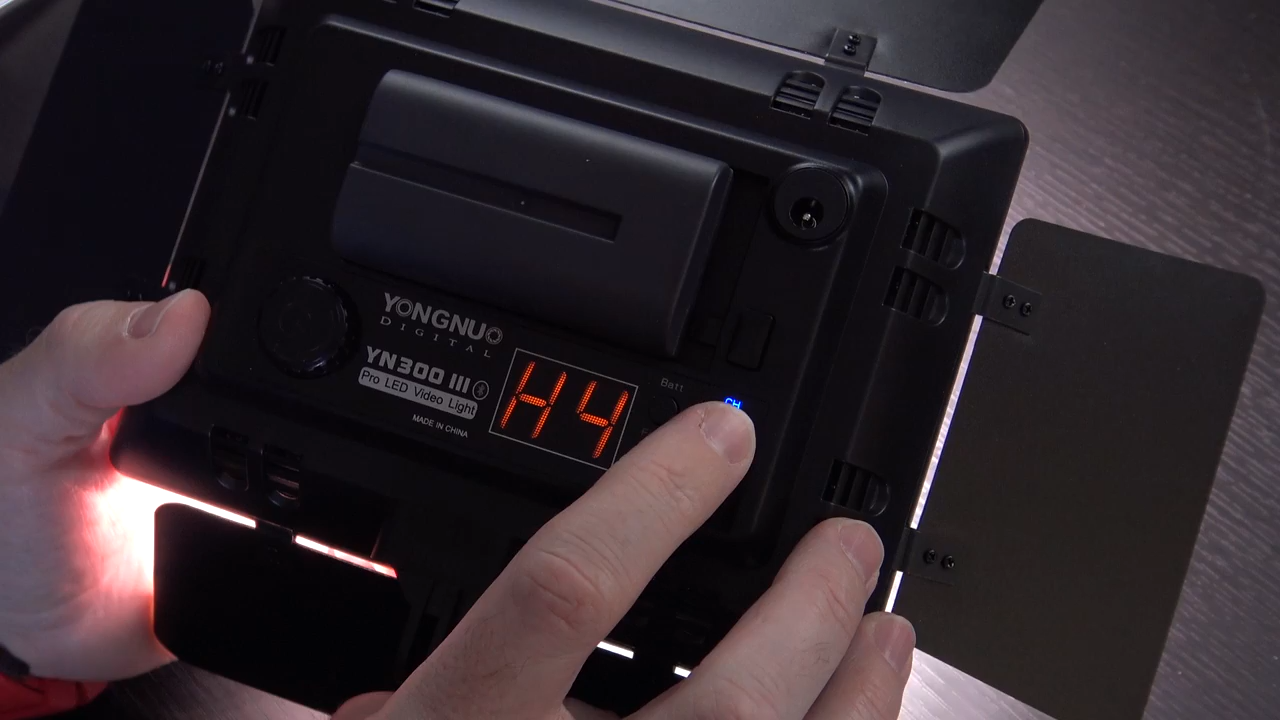 YONGNUO
DIGITAL
YN300 III
Pro LED Video Light
MADE IN CHINA
H4
Batt
CH